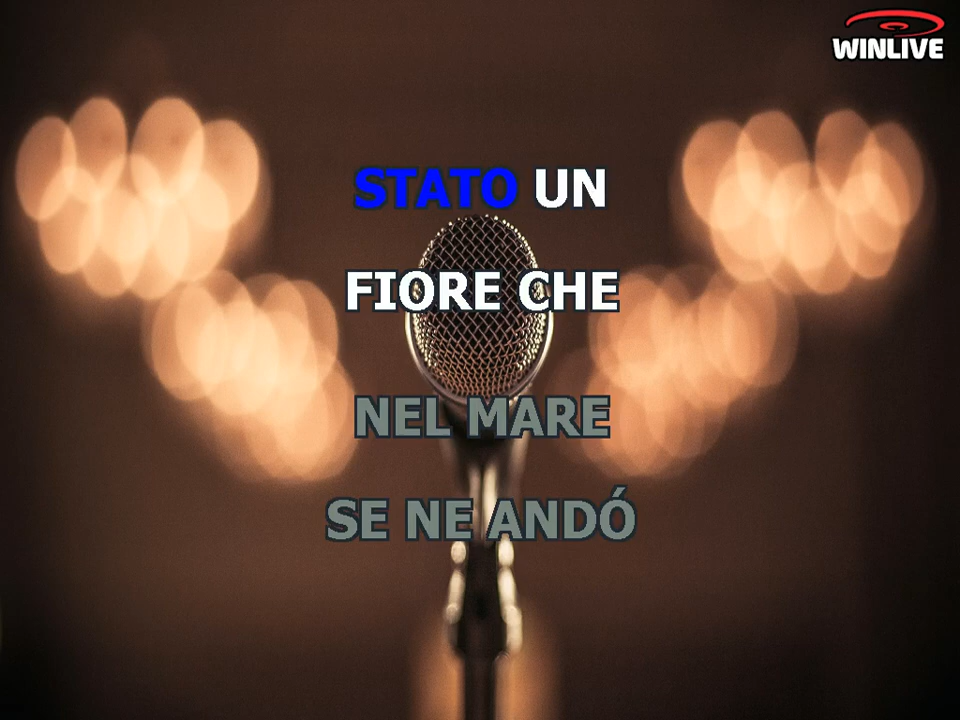 WINLIVE
STATO UN
FIORE CHE
NEL MARE
SE NE ANDÓ